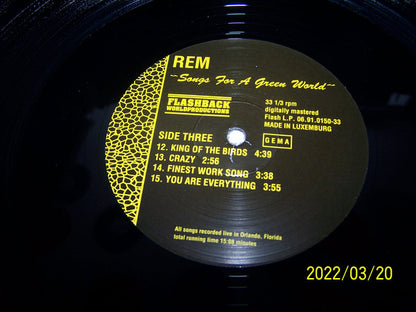 REM
~Songs For A Green World~
FLASHBACK
WORLDPRODUCTIONS
33 1/3 rpm
digitally mastered
Flash L.P. 06.91.0150-33
MADE IN LUXEMBURG
GEMA
SIDE THREE
12. KING OF THE BIRDS 4:39
13. CRAZY 2:56
14. FINEST WORK SONG 3:38
15. YOU ARE EVERYTHING 3:55
All songs recorded live in Orlando, Florida
total running time 15:08 minutes
2022/03/20